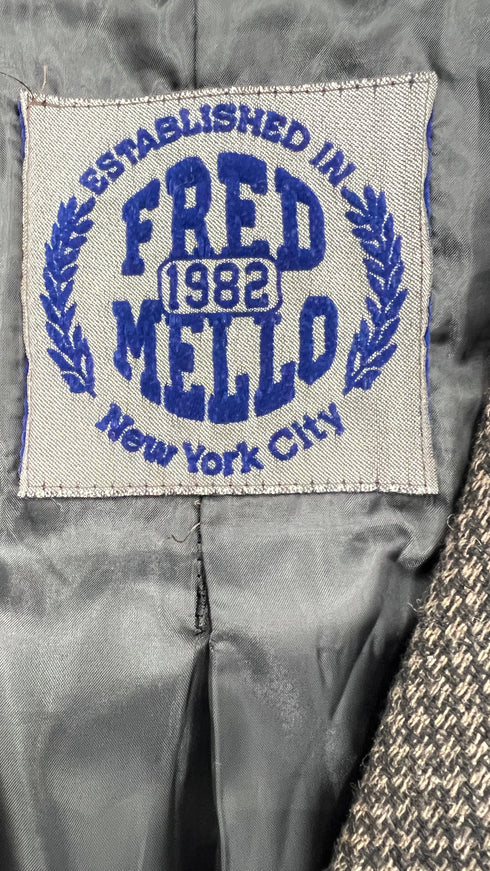 ESTABLISHED IN
FRED
1982
MELLO
New York City